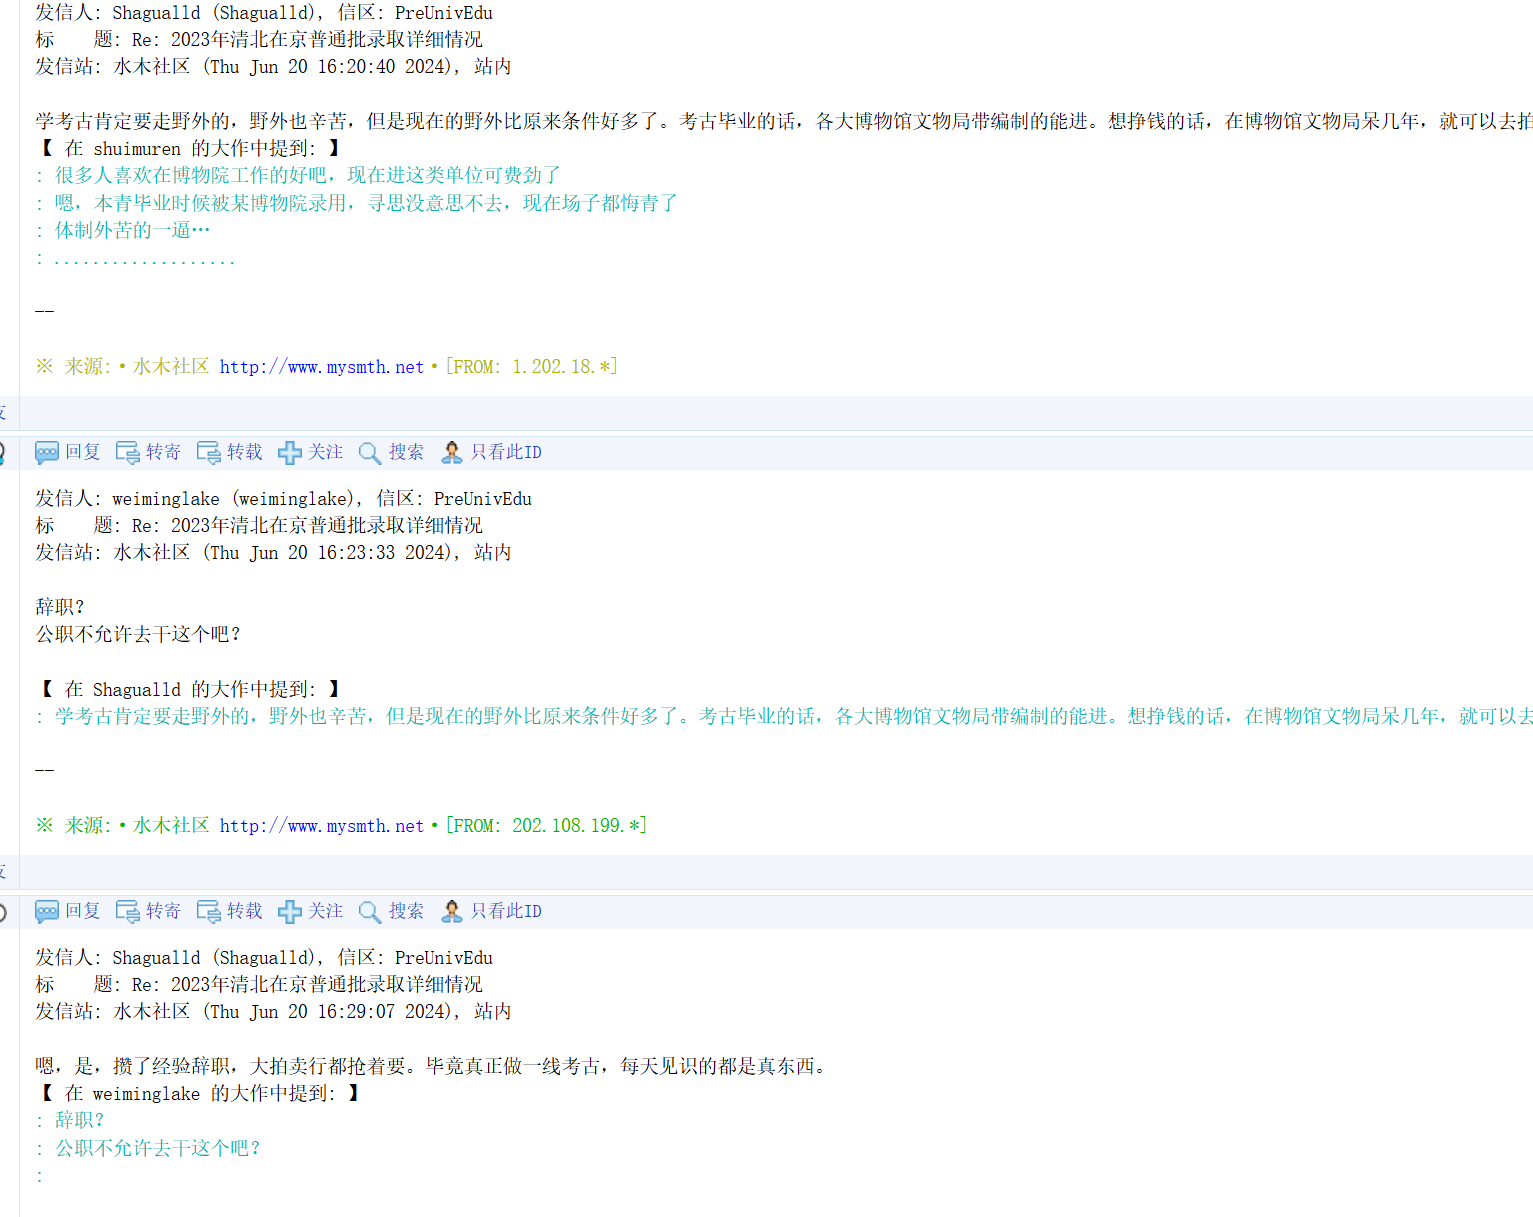 发信人: Shagualld (Shagualld), 信区: PreUnivEdu
标    题: Re: 2023年清北在京普通批录取详细情况
发信站: 水木社区 (Thu Jun 20 16:20:40 2024), 站内
学考古肯定要走野外的，野外也辛苦，但是现在的野外比原来条件好多了。考古毕业的话，各大博物馆文物局带编制的能进。想挣钱的话，在博物馆文物局呆几年，就可以去拍
【 在 shuimuren 的大作中提到: 】
: 很多人喜欢在博物院工作的好吧，现在进这类单位可费劲了
: 嗯，本青毕业时候被某博物院录用，寻思没意思不去，现在场子都悔青了
: 体制外苦的一逼…
: ...................
--
※ 来源:·水木社区 http://www.mysmth.net·[FROM: 1.202.18.*]
回复 转寄 转载 关注 搜索 只看此ID
发信人: weiminglake (weiminglake), 信区: PreUnivEdu
标    题: Re: 2023年清北在京普通批录取详细情况
发信站: 水木社区 (Thu Jun 20 16:23:33 2024), 站内
辞职？
公职不允许去干这个吧？
【 在 Shagualld 的大作中提到: 】
: 学考古肯定要走野外的，野外也辛苦，但是现在的野外比原来条件好多了。考古毕业的话，各大博物馆文物局带编制的能进。想挣钱的话，在博物馆文物局呆几年，就可以去
--
※ 来源:·水木社区 http://www.mysmth.net·[FROM: 202.108.199.*]
回复 转寄 转载 关注 搜索 只看此ID
发信人: Shagualld (Shagualld), 信区: PreUnivEdu
标    题: Re: 2023年清北在京普通批录取详细情况
发信站: 水木社区 (Thu Jun 20 16:29:07 2024), 站内
嗯，是，攒了经验辞职，大拍卖行都抢着要。毕竟真正做一线考古，每天见识的都是真东西。
【 在 weiminglake 的大作中提到: 】
: 辞职？
: 公职不允许去干这个吧？
: